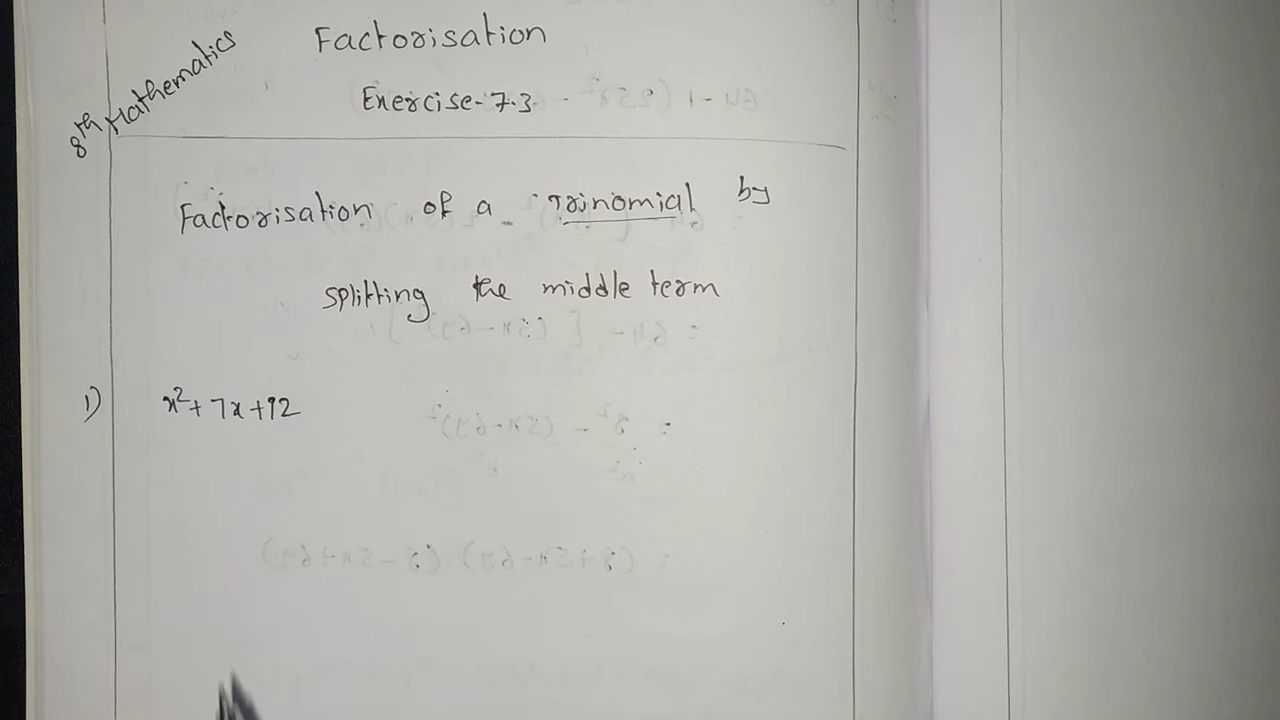 8th Mathematics
Factorisation
Exercise-7.3
Factorisation of a Trinomial by
splitting the middle term
1) x²+7x+12